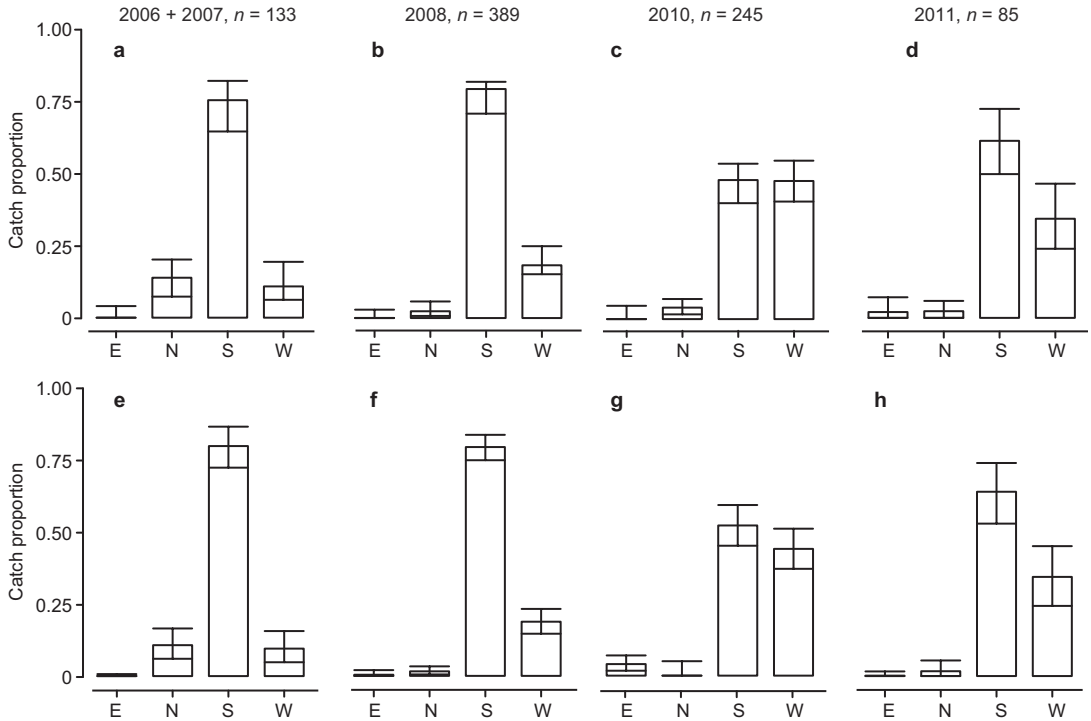 2006 + 2007, n = 133
2008, n = 389
2010, n = 245
2011, n = 85
Catch proportion
1.00
0.75
0.50
0.25
0
a
b
c
d
E N S W
E N S W
E N S W
E N S W
Catch proportion
1.00
0.75
0.50
0.25
0
e
f
g
h
E N S W
E N S W
E N S W
E N S W